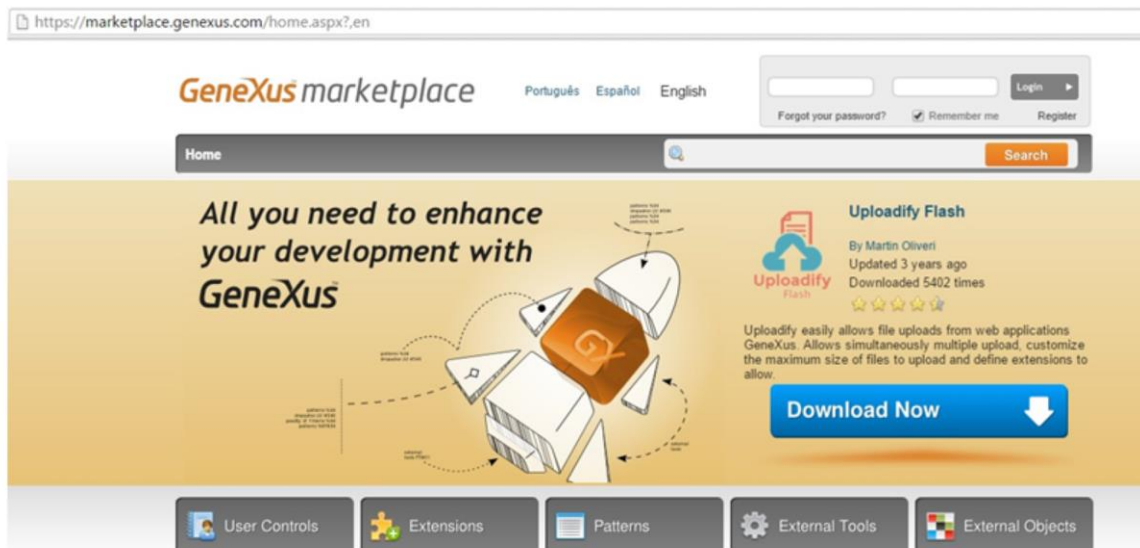 https://marketplace.genexus.com/home.aspx?,en
GeneXus marketplace
Português Español English
Login
Forgot your password? Remember me Register
Home
Search
All you need to enhance
your development with
GeneXus
Uploadify Flash
By Martin Oliveri
Updated 3 years ago
Downloaded 5402 times
Uploadify
Flash
Uploadify easily allows file uploads from web applications
GeneXus. Allows simultaneously multiple upload, customize
the maximum size of files to upload and define extensions to
allow.
Download Now
GX
User Controls
Extensions
Patterns
External Tools
External Objects